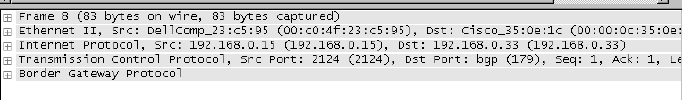 Frame 8 (83 bytes on wire, 83 bytes captured)
Ethernet II, Src: DellComp_23:c5:95 (00:c0:4f:23:c5:95), Dst: Cisco_35:0e:1c (00:00:0c:35:0e:
Internet Protocol, Src: 192.168.0.15 (192.168.0.15), Dst: 192.168.0.33 (192.168.0.33)
Transmission Control Protocol, Src Port: 2124 (2124), Dst Port: bgp (179), Seq: 1, Ack: 1, Le
Border Gateway Protocol